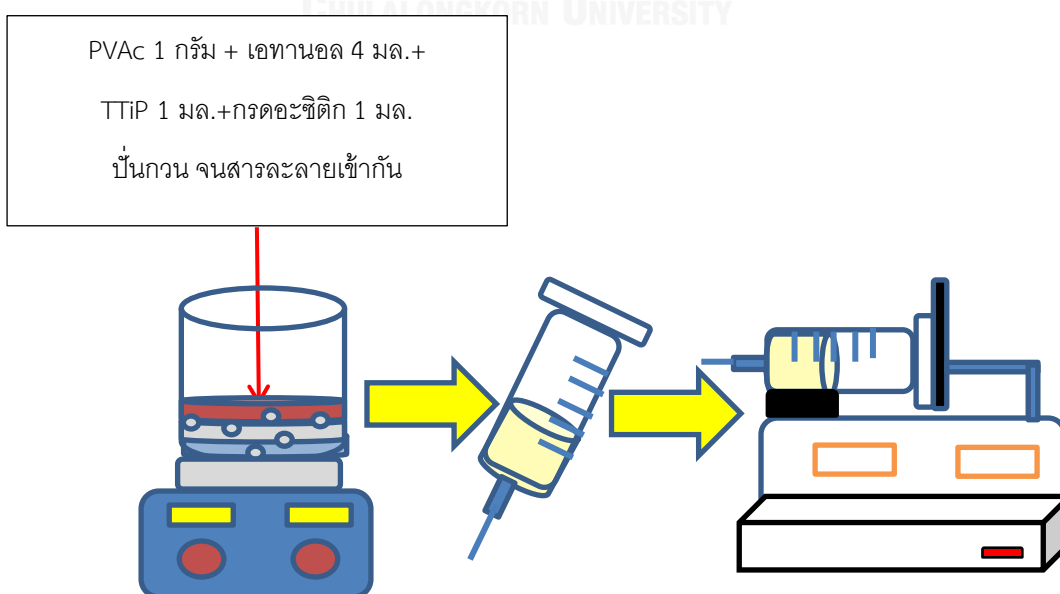 CHULALONGKORN UNIVERSITY
PVAc 1 กรัม + เอทานอล 4 มล.+
TTiP 1 มล.+กรดอะซิติก 1 มล.
ปั่นกวน จนสารละลายเข้ากัน